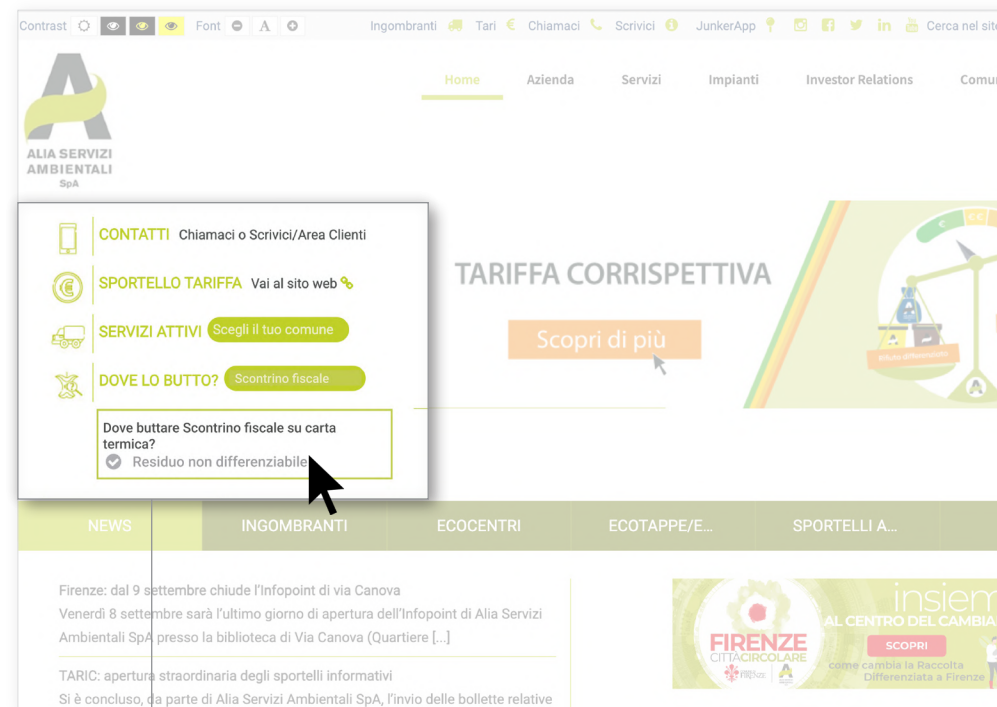 Contrast Font A Ingombranti Tari € Chiamaci Scrivici JunkerApp Cerca nel sito
ALIA SERVIZI
AMBIENTALI
SpA
Home Azienda Servizi Impianti Investor Relations Comun
CONTATTI Chiamaci o Scrivici/Area Clienti
SPORTELLO TARIFFA Vai al sito web
SERVIZI ATTIVI Scegli il tuo comune
DOVE LO BUTTO? Scontrino fiscale
Dove buttare Scontrino fiscale su carta
termica?
Residuo non differenziabile
TARIFFA CORRISPETTIVA
Scopri di più
NEWS INGOMBRANTI ECOCENTRI ECOTAPPE/E... SPORTELLI A...
Firenze: dal 9 settembre chiude l'Infopoint di via Canova
Venerdì 8 settembre sarà l'ultimo giorno di apertura dell'Infopoint di Alia Servizi
Ambientali SpA presso la biblioteca di Via Canova (Quartiere [...]
TARIC: apertura straordinaria degli sportelli informativi
Si è concluso, da parte di Alia Servizi Ambientali SpA, l'invio delle bollette relative
insiem
AL CENTRO DEL CAMBIA
FIRENZE
CITTÀCIRCOLARE
SCOPRI
come cambia la Raccolta
Differenziata a Firenze